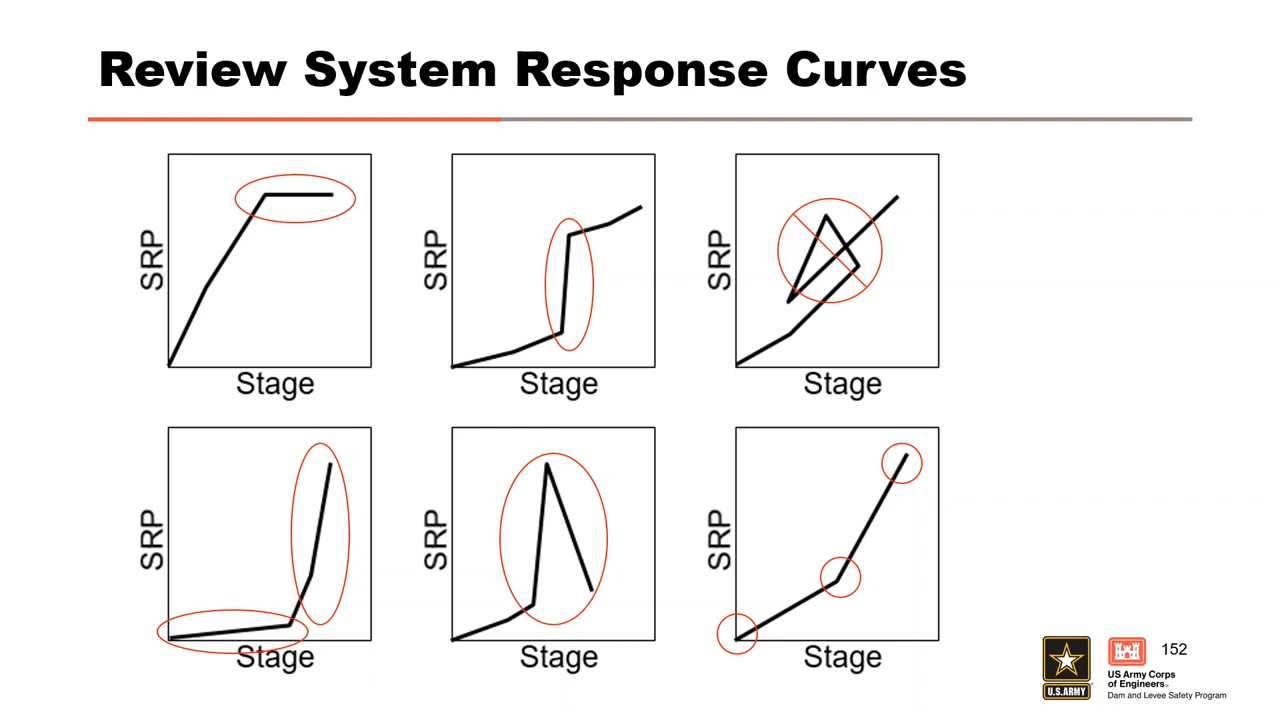 Review System Response Curves
SRP
Stage
SRP
Stage
SRP
Stage
SRP
Stage
SRP
Stage
SRP
Stage
U.S.ARMY
152
US Army Corps
of Engineers®
Dam and Levee Safety Program